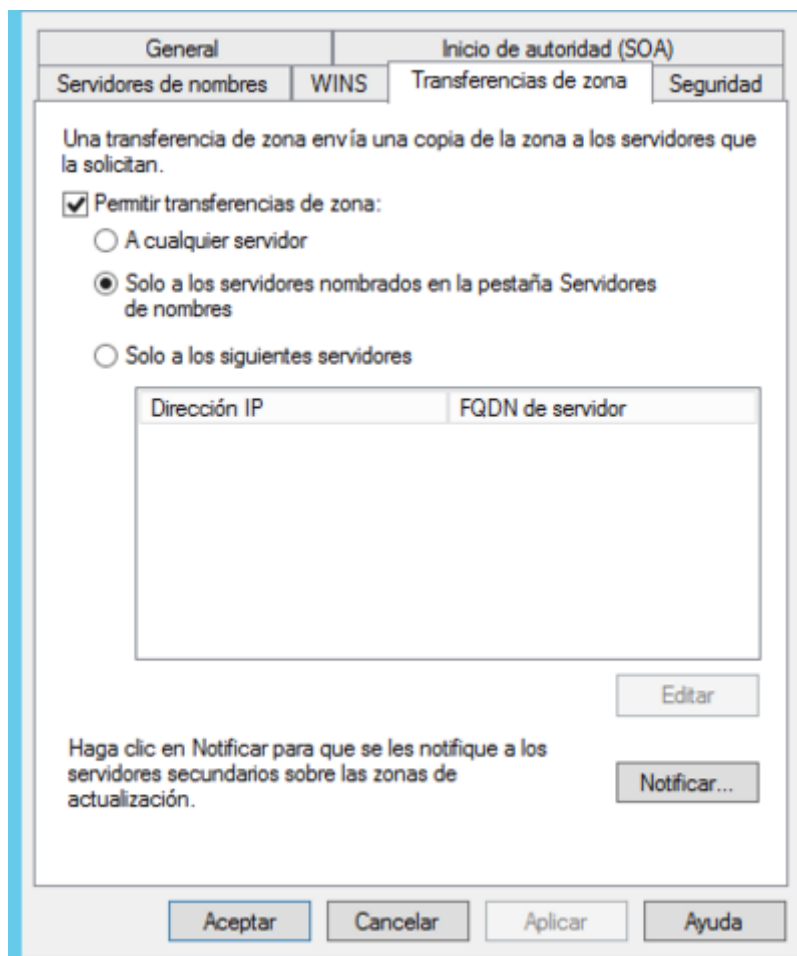 General
Inicio de autoridad (SOA)
Servidores de nombres
WINS
Transferencias de zona
Seguridad
Una transferencia de zona envía una copia de la zona a los servidores que
la solicitan.
Permitir transferencias de zona:
A cualquier servidor
Solo a los servidores nombrados en la pestaña Servidores
de nombres
Solo a los siguientes servidores
Dirección IP
FQDN de servidor
Editar
Haga clic en Notificar para que se les notifique a los
servidores secundarios sobre las zonas de
actualización.
Notificar...
Aceptar
Cancelar
Aplicar
Ayuda